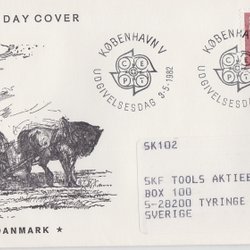 DAY COVER
KØBENHAVN V
CEPT
UDGIVELSESDAG 3-5-1982
KØBENHAVN
CEPT
UDGIVELSESDAG
SK102
SKF TOOLS AKTIEB
BOX 100
S-28200 TYRINGE
SVERIGE
DANMARK ★